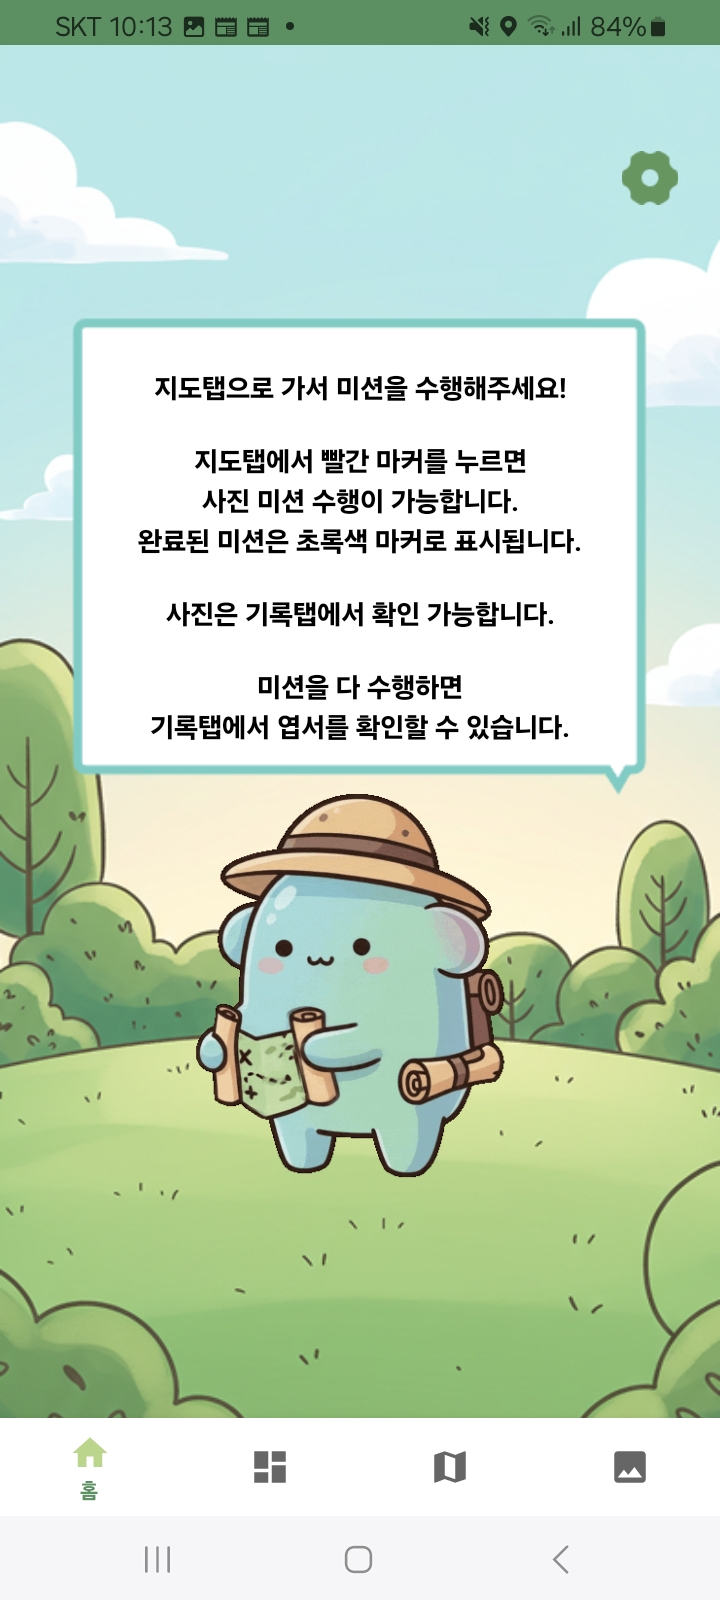 SKT 10:13
84%
지도탭으로 가서 미션을 수행해주세요!
지도탭에서 빨간 마커를 누르면
사진 미션 수행이 가능합니다.
완료된 미션은 초록색 마커로 표시됩니다.
사진은 기록탭에서 확인 가능합니다.
미션을 다 수행하면
기록탭에서 엽서를 확인할 수 있습니다.
홈